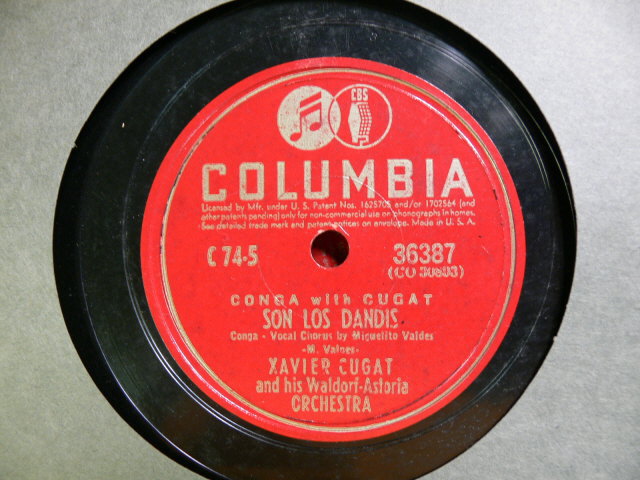 CBS
COLUMBIA
Licensed by Mfr. under U. S. Patent Nos. 1625705 and/or 1702564 (and
other patents pending) only for non-commercial use on phonographs in homes.
See detailed trade mark and patent notices on envelope. Made in U. S. A.
C 74-5
36387
(CO 30803)
CONGA with CUGAT
SON LOS DANDIS
Conga - Vocal Chorus by Miguelito Valdes
-M. Valdes-
XAVIER CUGAT
and his Waldorf-Astoria
ORCHESTRA